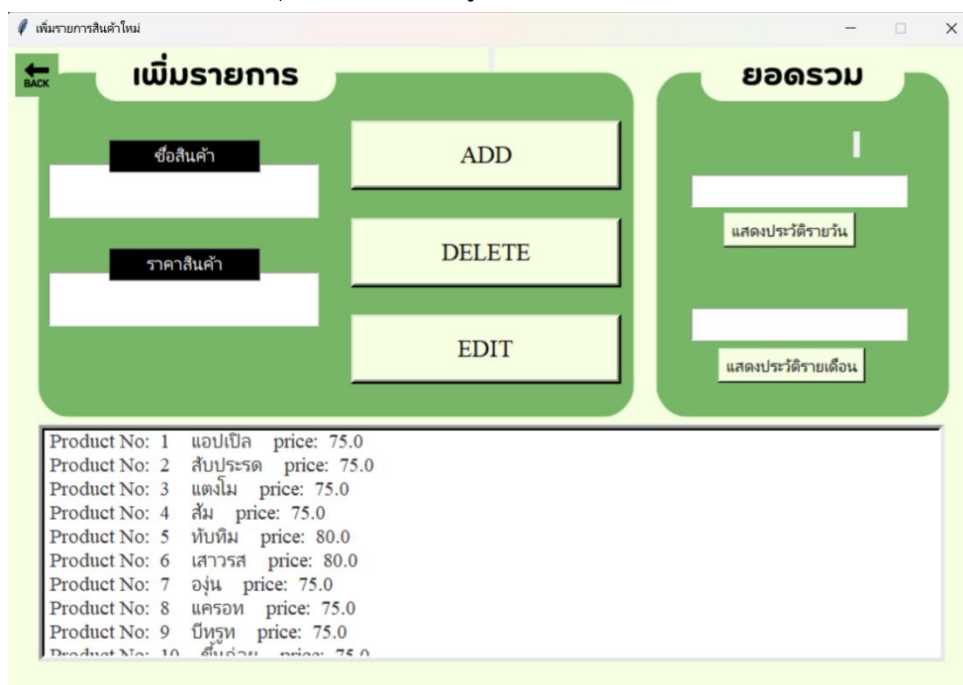 เพิ่มรายการสินค้าใหม่
BACK
เพิ่มรายการ
ยอดรวม
ชื่อสินค้า
ADD
แสดงประวัติรายวัน
DELETE
ราคาสินค้า
EDIT
แสดงประวัติรายเดือน
Product No: 1 แอปเปิล price: 75.0
Product No: 2 สับประรด price: 75.0
Product No: 3 แตงโม price: 75.0
Product No: 4 ส้ม price: 75.0
Product No: 5 ทับทิม price: 80.0
Product No: 6 เสาวรส price: 80.0
Product No: 7 องุ่น price: 75.0
Product No: 8 แครอท price: 75.0
Product No: 9 บีทรูท price: 75.0
Product No: 10 price: 75.0